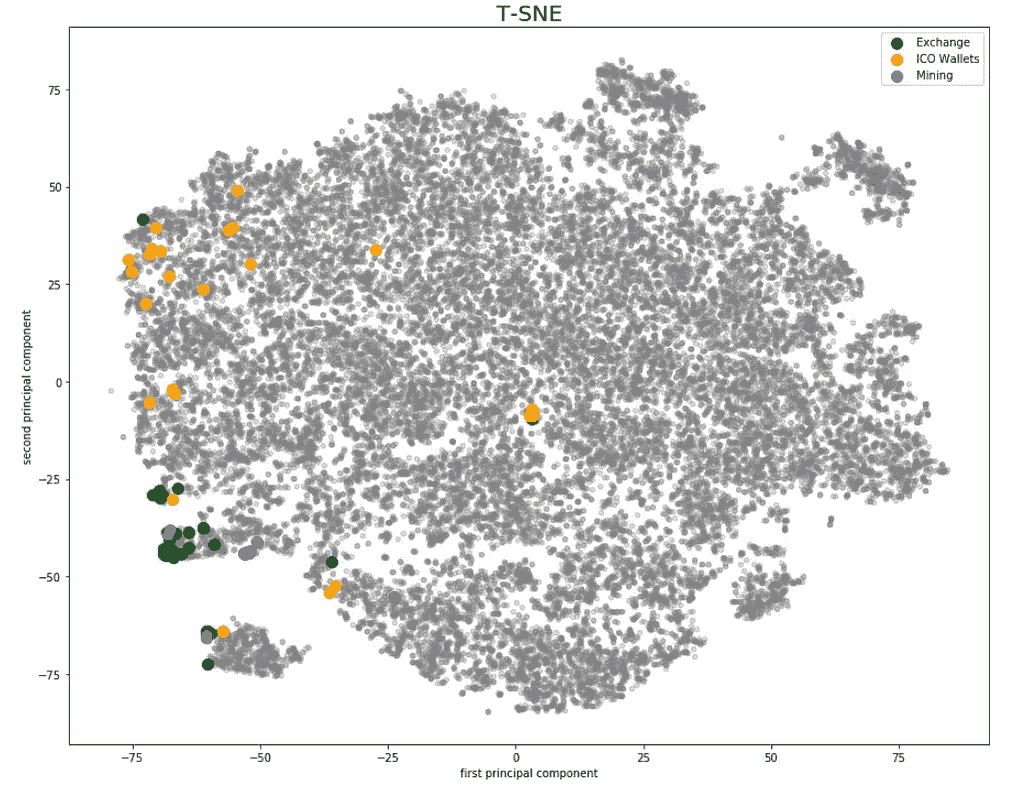 T-SNE
Exchange
ICO Wallets
Mining
75
50
25
0
−25
−50
−75
second principal component
−75
−50
−25
0
25
50
75
first principal component